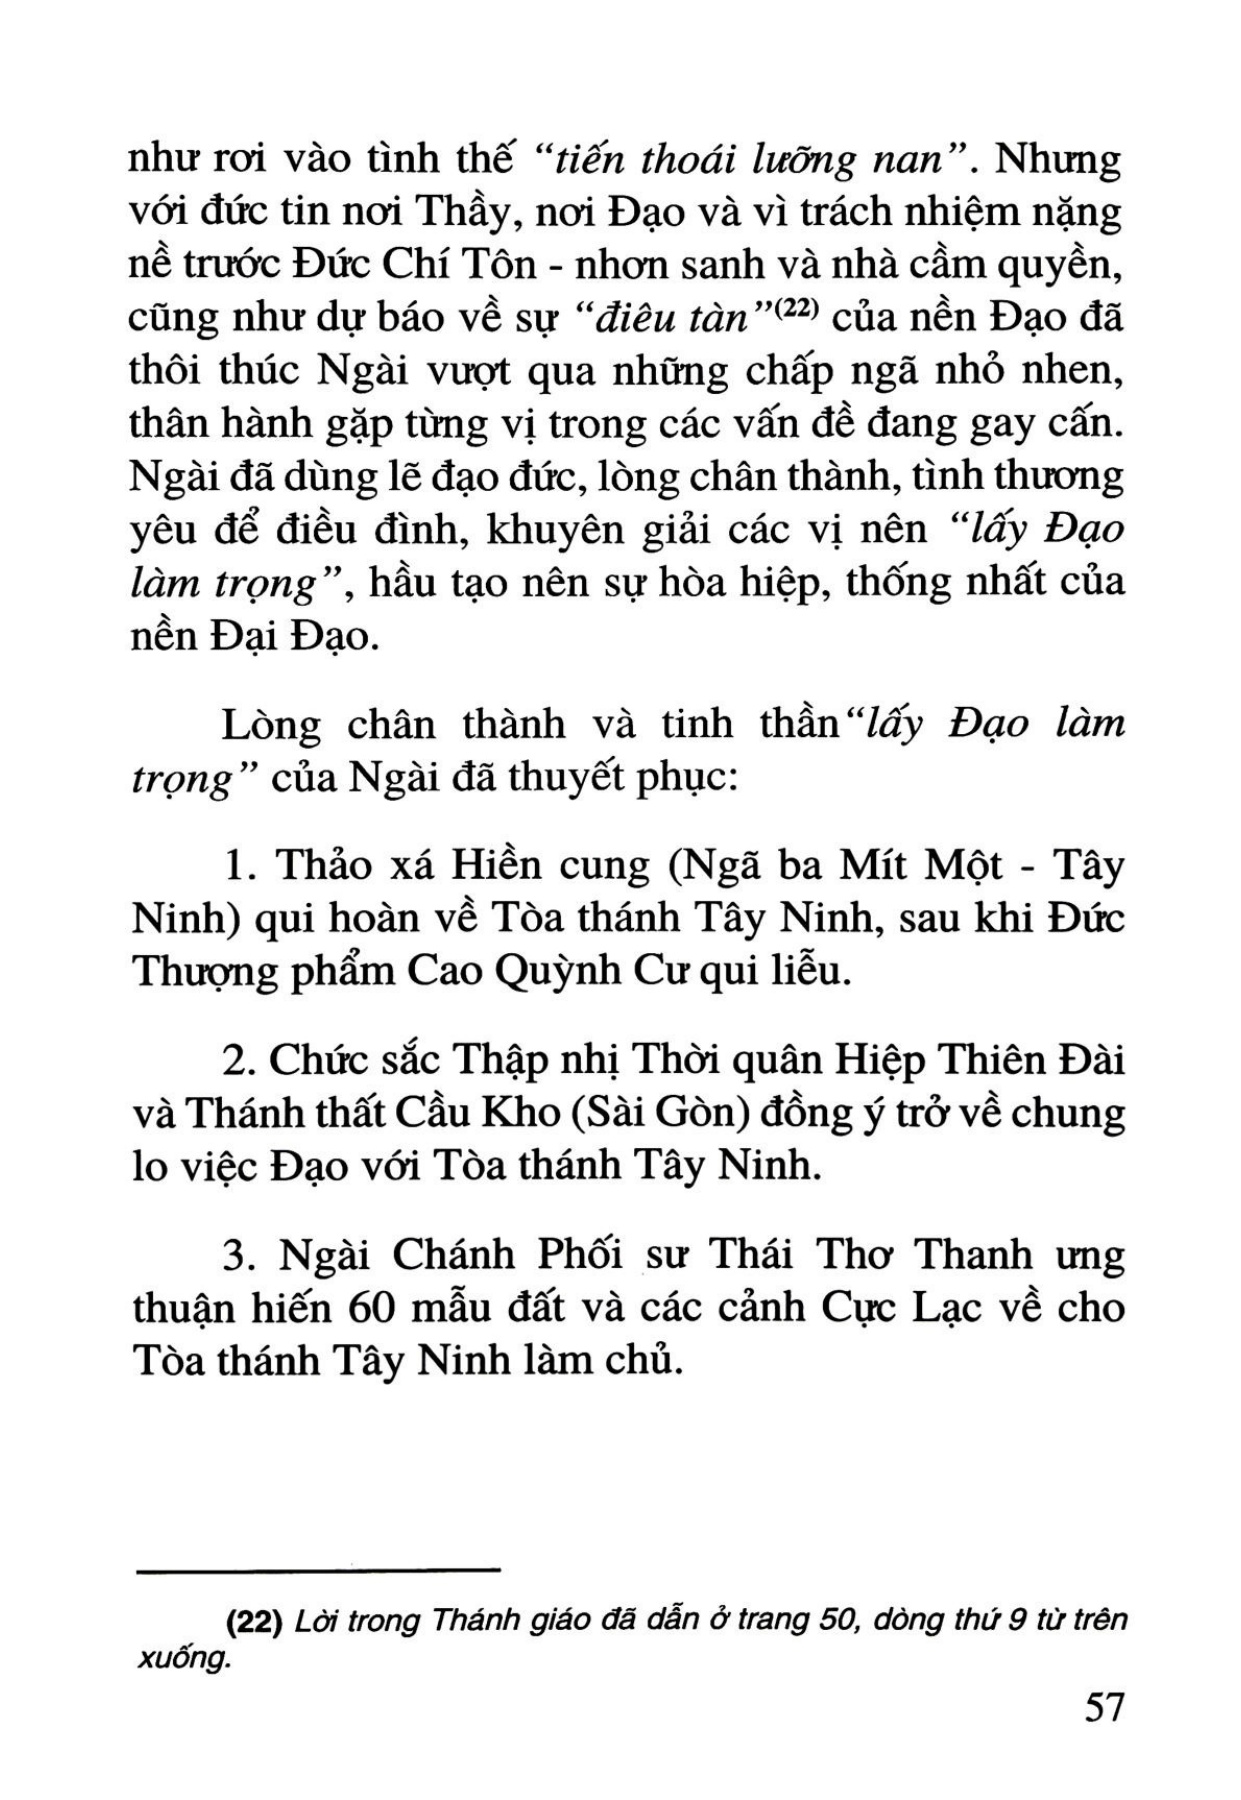 như rơi vào tình thế “tiến thoái lưỡng nan”. Nhưng
với đức tin nơi Thầy, nơi Đạo và vì trách nhiệm nặng
nề trước Đức Chí Tôn - nhơn sanh và nhà cầm quyền,
cũng như dự báo về sự “điêu tàn”(22) của nền Đạo đã
thôi thúc Ngài vượt qua những chấp ngã nhỏ nhen,
thân hành gặp từng vị trong các vấn đề đang gay cấn.
Ngài đã dùng lẽ đạo đức, lòng chân thành, tình thương
yêu để điều đình, khuyên giải các vị nên “lấy Đạo
làm trọng”, hầu tạo nên sự hòa hiệp, thống nhất của
nền Đại Đạo.
Lòng chân thành và tinh thần“lấy Đạo làm
trọng” của Ngài đã thuyết phục:
1. Thảo xá Hiền cung (Ngã ba Mít Một - Tây
Ninh) qui hoàn về Tòa thánh Tây Ninh, sau khi Đức
Thượng phẩm Cao Quỳnh Cư qui liễu.
2. Chức sắc Thập nhị Thời quân Hiệp Thiên Đài
và Thánh thất Cầu Kho (Sài Gòn) đồng ý trở về chung
lo việc Đạo với Tòa thánh Tây Ninh.
3. Ngài Chánh Phối sư Thái Thơ Thanh ưng
thuận hiến 60 mẫu đất và các cảnh Cực Lạc về cho
Tòa thánh Tây Ninh làm chủ.
(22) Lời trong Thánh giáo đã dẫn ở trang 50, dòng thứ 9 từ trên
xuống.
57